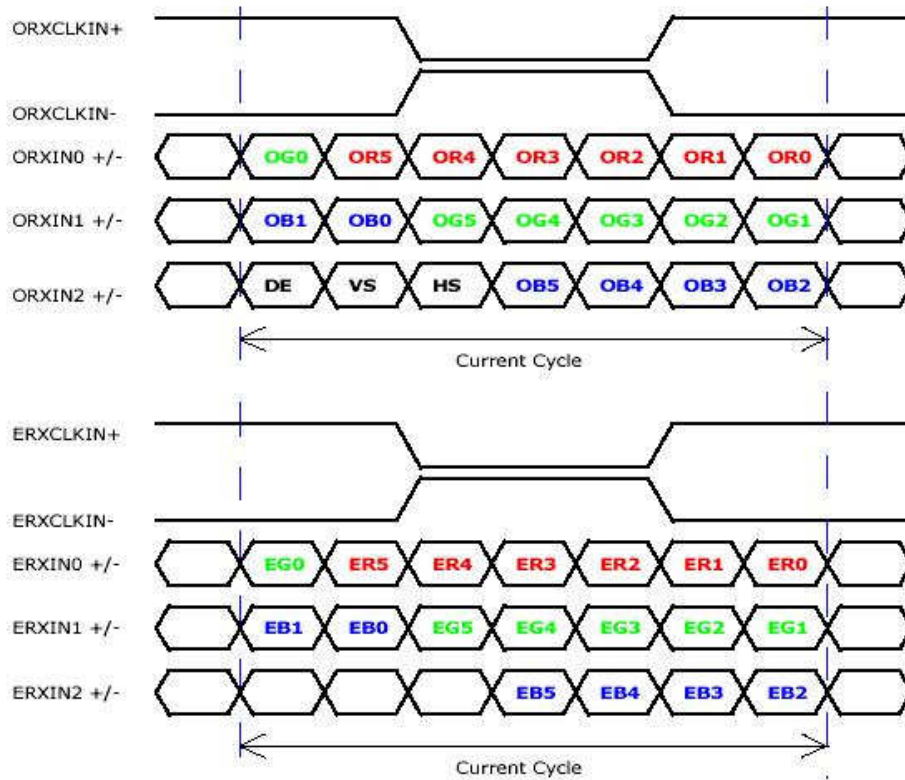 ORXCLKIN+
ORXCLKIN-
ORXIN0 +/- OG0 OR5 OR4 OR3 OR2 OR1 OR0
ORXIN1 +/- OB1 OB0 OG5 OG4 OG3 OG2 OG1
ORXIN2 +/- DE VS HS OB5 OB4 OB3 OB2
Current Cycle
ERXCLKIN+
ERXCLKIN-
ERXIN0 +/- EG0 ER5 ER4 ER3 ER2 ER1 ER0
ERXIN1 +/- EB1 EB0 EG5 EG4 EG3 EG2 EG1
ERXIN2 +/- EB5 EB4 EB3 EB2
Current Cycle